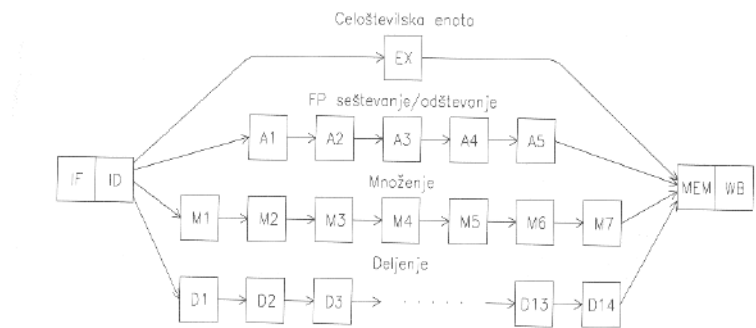 Celoštevilska enota
EX
FP seštevanje/odštevanje
A1 A2 A3 A4 A5
IF ID
MEM WB
Množenje
M1 M2 M3 M4 M5 M6 M7
Deljenje
D1 D2 D3 . . . . . . D13 D14